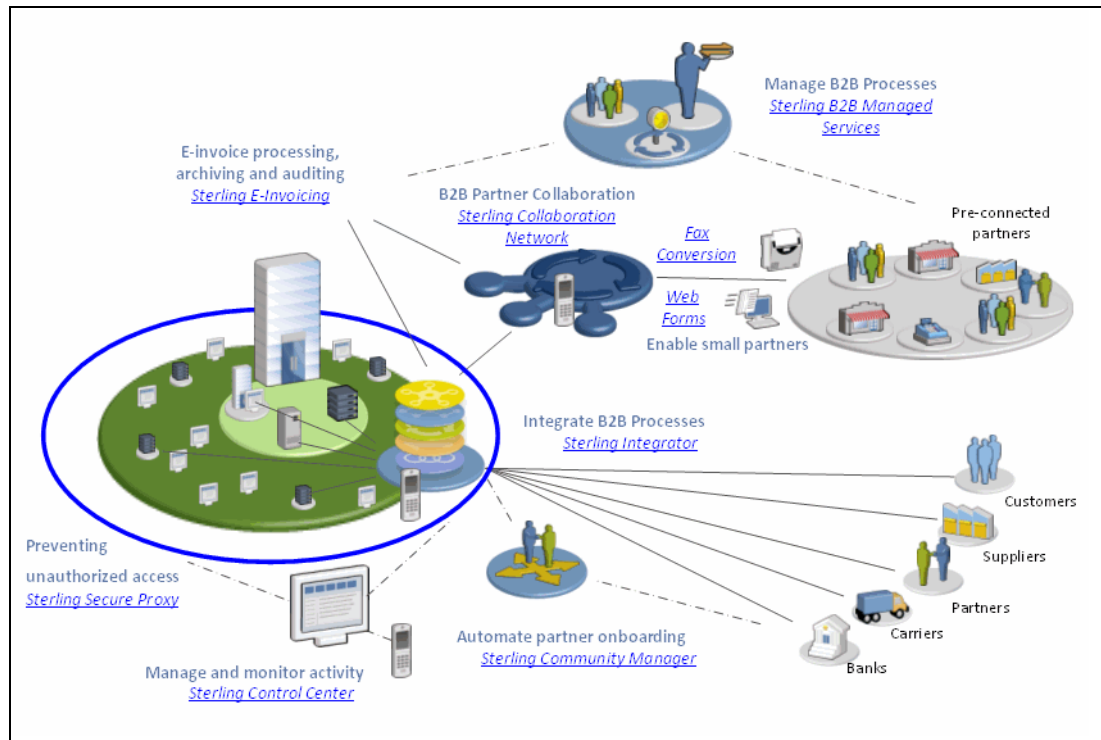 Manage B2B Processes
Sterling B2B Managed
Services
E-invoice processing,
archiving and auditing
Sterling E-Invoicing
B2B Partner Collaboration
Sterling Collaboration
Network
Fax
Conversion
Pre-connected
partners
Web
Forms
Enable small partners
Integrate B2B Processes
Sterling Integrator
Customers
Suppliers
Partners
Carriers
Banks
Preventing
unauthorized access
Sterling Secure Proxy
Automate partner onboarding
Sterling Community Manager
Manage and monitor activity
Sterling Control Center